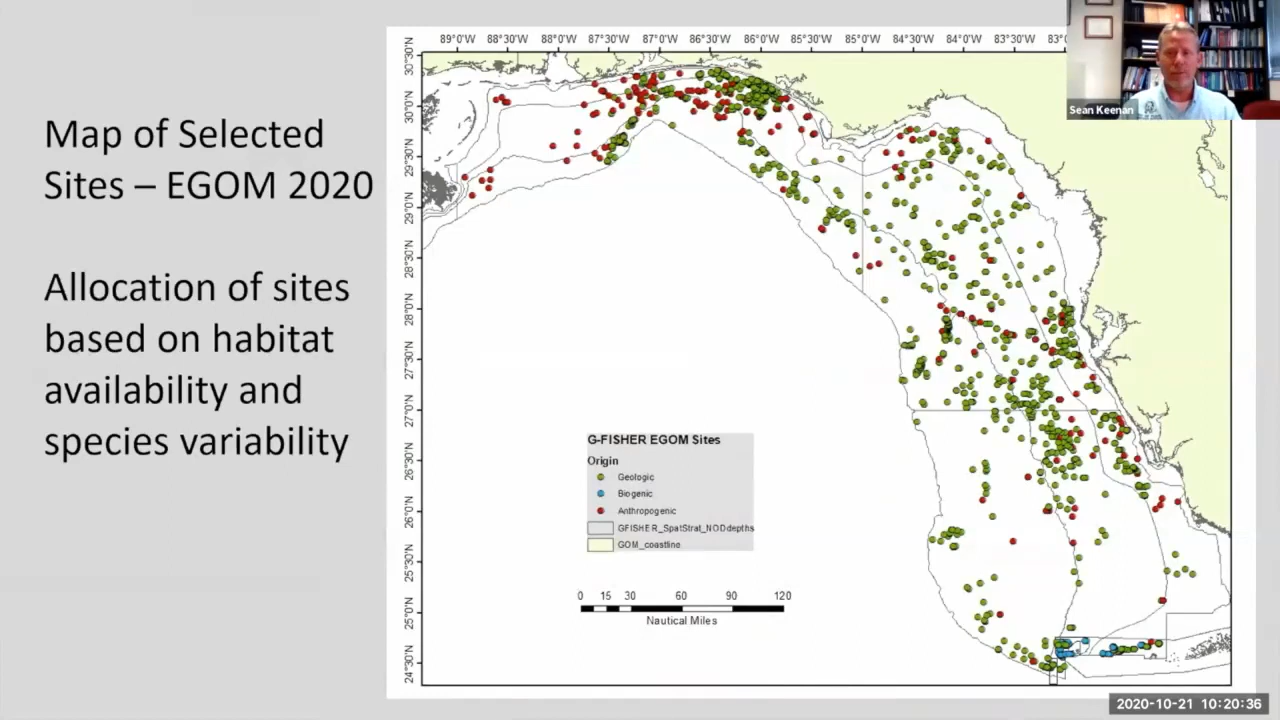 Map of Selected
Sites – EGOM 2020
Allocation of sites
based on habitat
availability and
species variability
89°0'W 88°30'W 88°0'W 87°30'W 87°0'W 86°30'W 86°0'W 85°30'W 85°0'W 84°30'W 84°0'W 83°30'W 83°0
30°30'N
30°0'N
29°30'N
29°0'N
28°30'N
28°0'N
27°30'N
27°0'N
26°30'N
26°0'N
25°30'N
25°0'N
24°30'N
Sean Keenan
G-FISHER EGOM Sites
Origin
Geologic
Biogenic
Anthropogenic
GFISHER_SpatStrat_NODdepths
GOM_coastline
0 15 30 60 90 120
Nautical Miles
2020-10-21 10:20:36